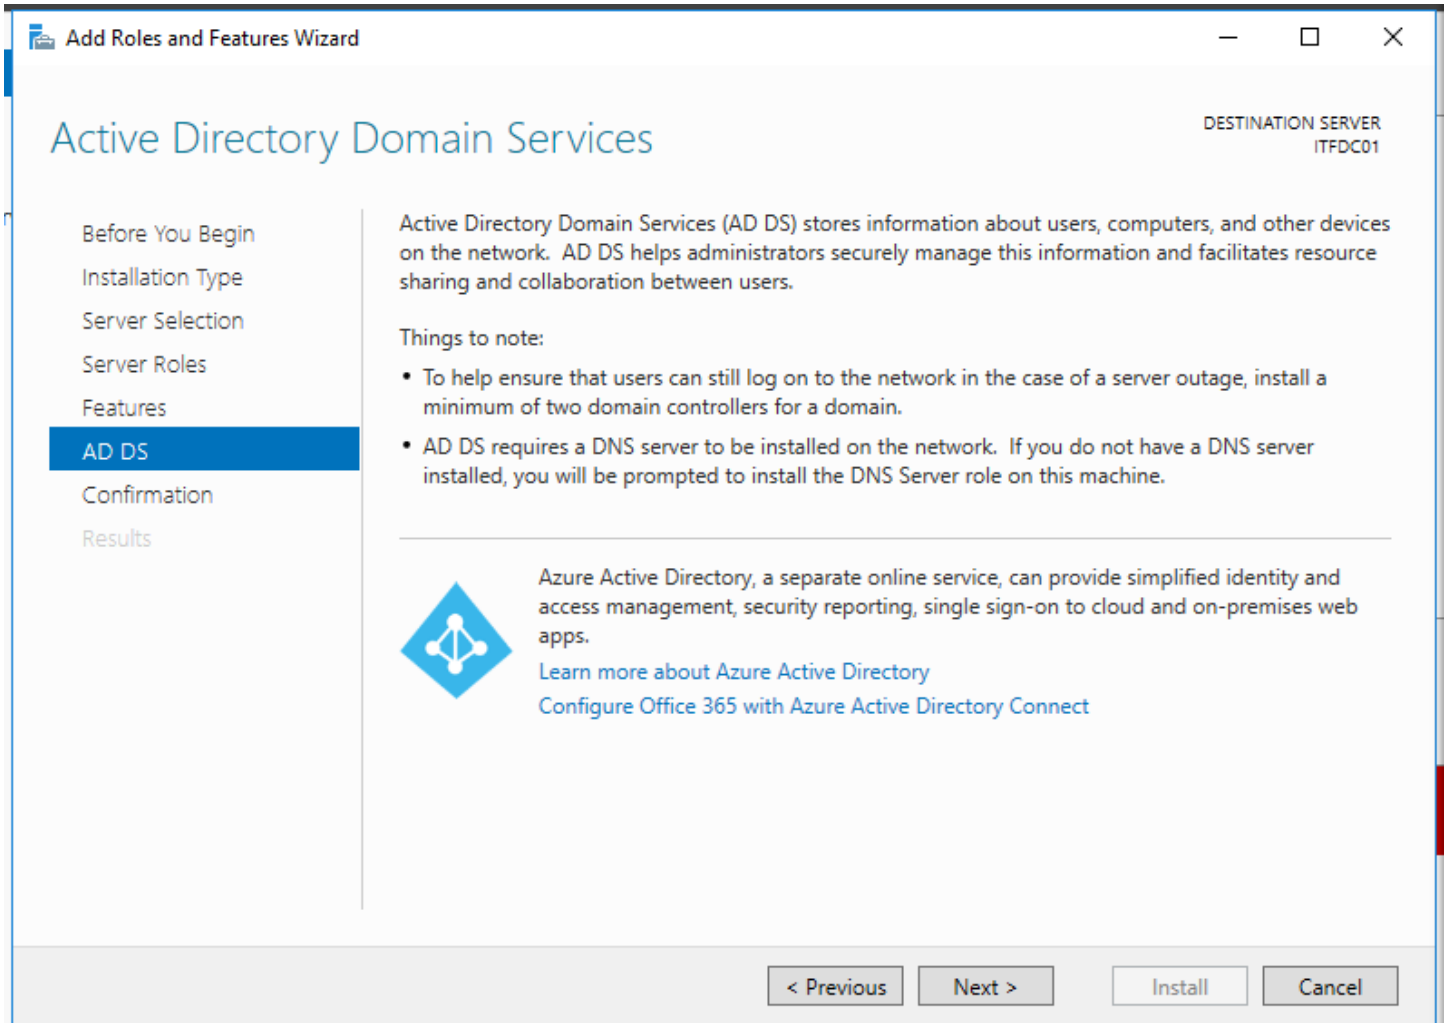 Add Roles and Features Wizard
Active Directory Domain Services
DESTINATION SERVER
ITFDC01
Before You Begin
Installation Type
Server Selection
Server Roles
Features
AD DS
Confirmation
Results
Active Directory Domain Services (AD DS) stores information about users, computers, and other devices
on the network.  AD DS helps administrators securely manage this information and facilitates resource
sharing and collaboration between users.
Things to note:
• To help ensure that users can still log on to the network in the case of a server outage, install a
minimum of two domain controllers for a domain.
• AD DS requires a DNS server to be installed on the network.  If you do not have a DNS server
installed, you will be prompted to install the DNS Server role on this machine.
Azure Active Directory, a separate online service, can provide simplified identity and
access management, security reporting, single sign-on to cloud and on-premises web
apps.
Learn more about Azure Active Directory
Configure Office 365 with Azure Active Directory Connect
< Previous
Next >
Install
Cancel